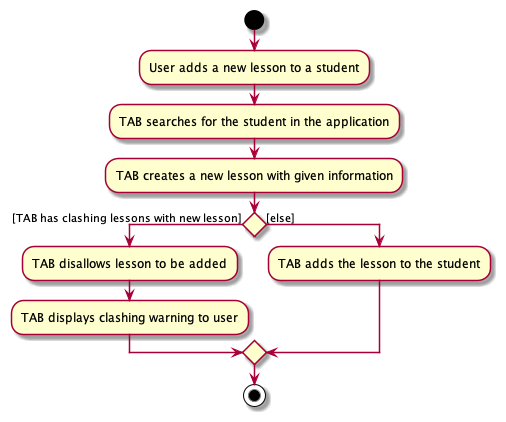 User adds a new lesson to a student
TAB searches for the student in the application
TAB creates a new lesson with given information
[TAB has clashing lessons with new lesson]
[else]
TAB disallows lesson to be added
TAB adds the lesson to the student
TAB displays clashing warning to user